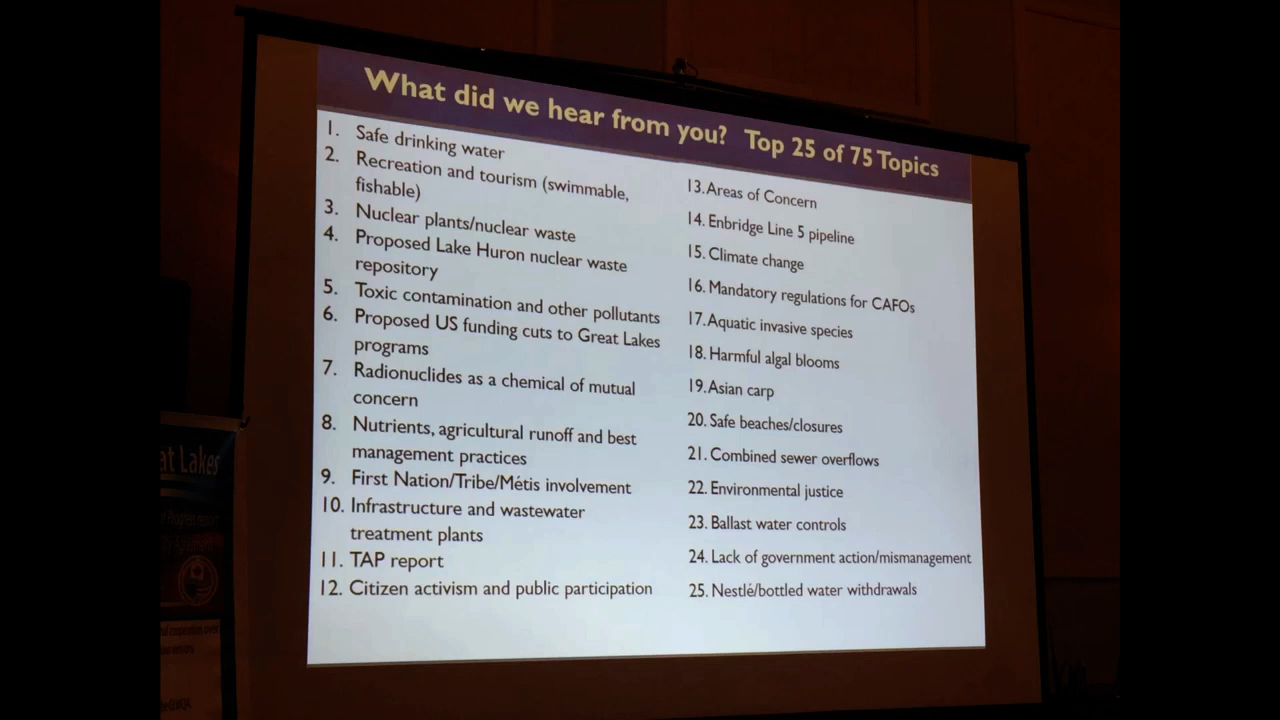 What did we hear from you? Top 25 of 75 Topics
1. Safe drinking water
2. Recreation and tourism (swimmable,
fishable)
3. Nuclear plants/nuclear waste
4. Proposed Lake Huron nuclear waste
repository
5. Toxic contamination and other pollutants
6. Proposed US funding cuts to Great Lakes
programs
7. Radionuclides as a chemical of mutual
concern
8. Nutrients, agricultural runoff and best
management practices
9. First Nation/Tribe/Métis involvement
10. Infrastructure and wastewater
treatment plants
11. TAP report
12. Citizen activism and public participation
13. Areas of Concern
14. Enbridge Line 5 pipeline
15. Climate change
16. Mandatory regulations for CAFOs
17. Aquatic invasive species
18. Harmful algal blooms
19. Asian carp
20. Safe beaches/closures
21. Combined sewer overflows
22. Environmental justice
23. Ballast water controls
24. Lack of government action/mismanagement
25. Nestlé/bottled water withdrawals
at Lakes
Progress report